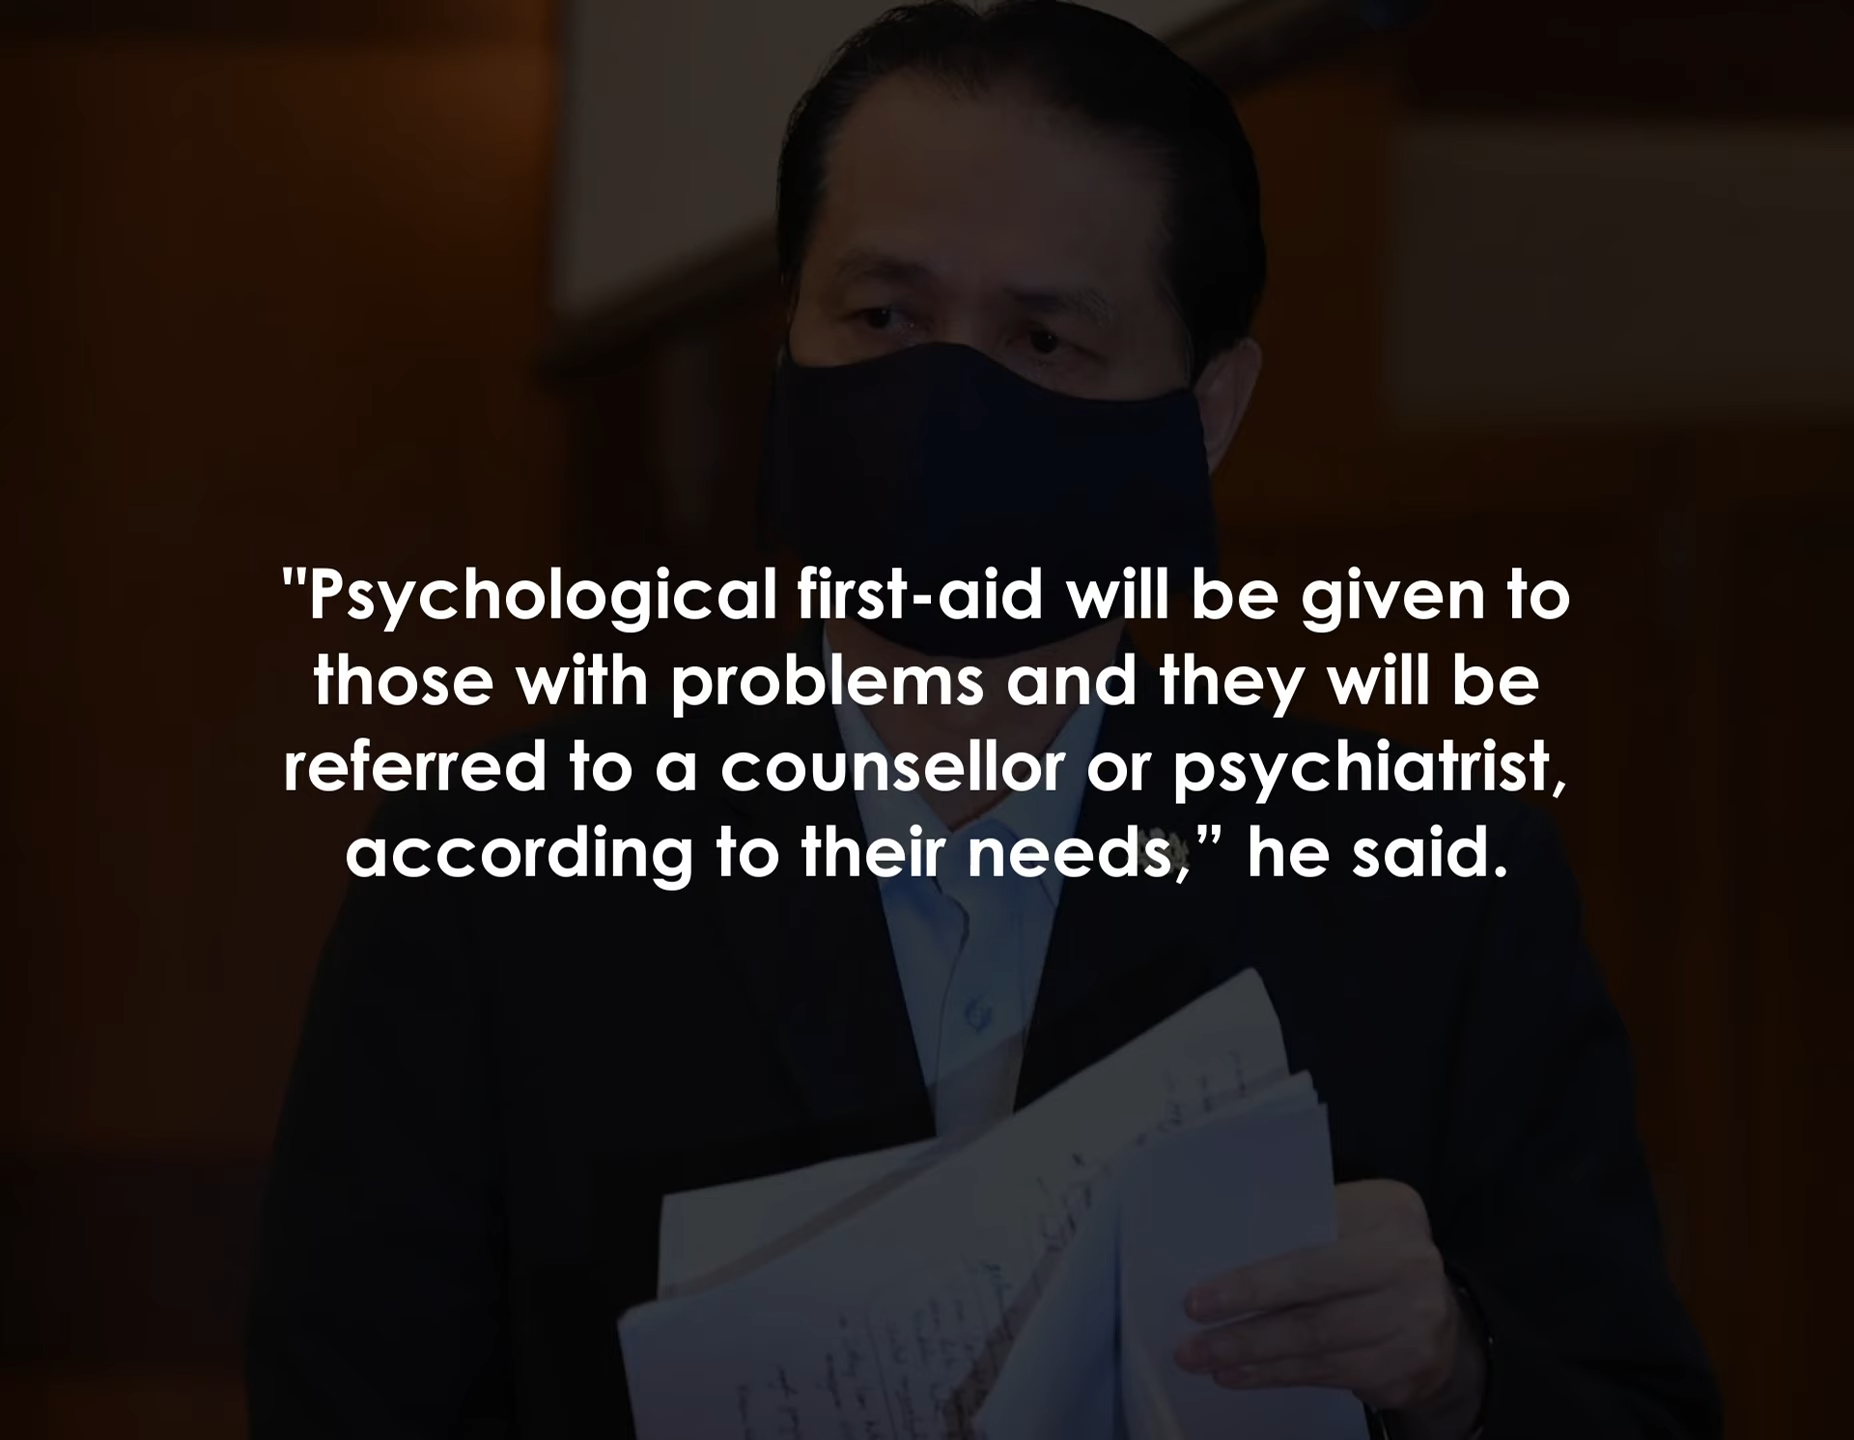 "Psychological first-aid will be given to
those with problems and they will be
referred to a counsellor or psychiatrist,
according to their needs,” he said.